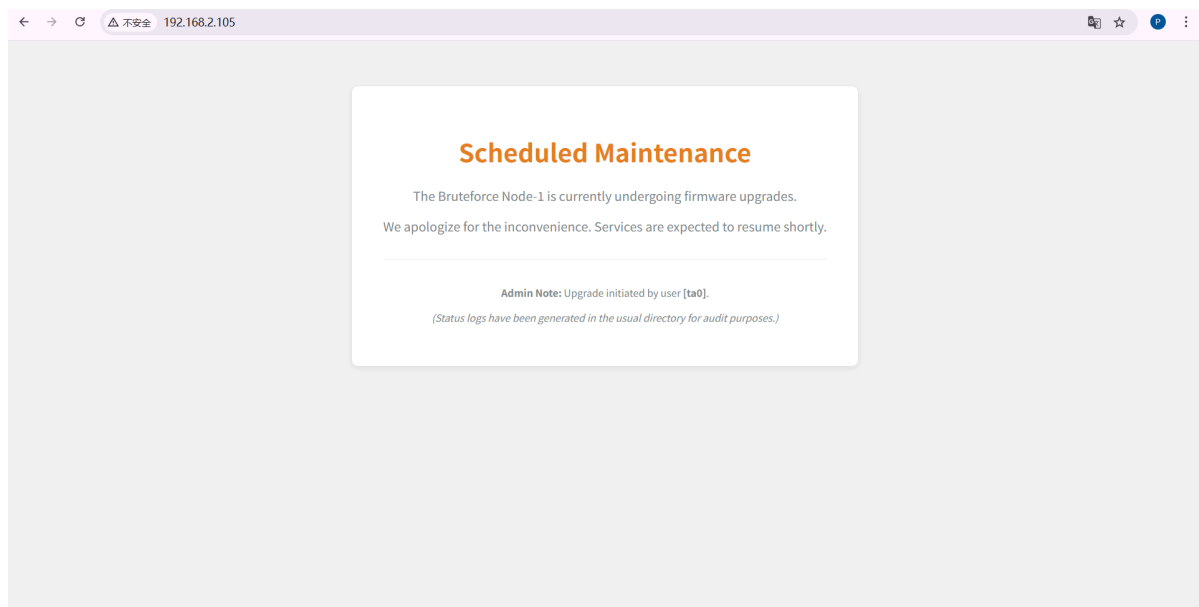 不安全 192.168.2.105
P
Scheduled Maintenance
The Bruteforce Node-1 is currently undergoing firmware upgrades.
We apologize for the inconvenience. Services are expected to resume shortly.
Admin Note: Upgrade initiated by user [ta0].
(Status logs have been generated in the usual directory for audit purposes.)